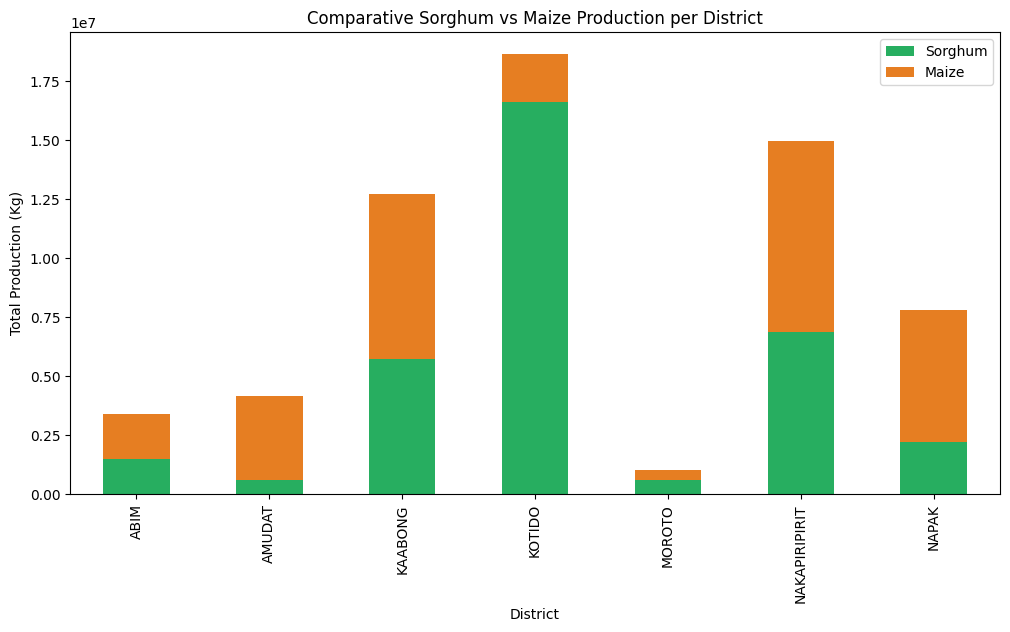 Comparative Sorghum vs Maize Production per District
1e7
Sorghum
Maize
1.75
1.50
1.25
1.00
0.75
0.50
0.25
0.00
Total Production (Kg)
ABIM
AMUDAT
KAABONG
KOTIDO
MOROTO
NAKAPIRIPIRIT
NAPAK
District